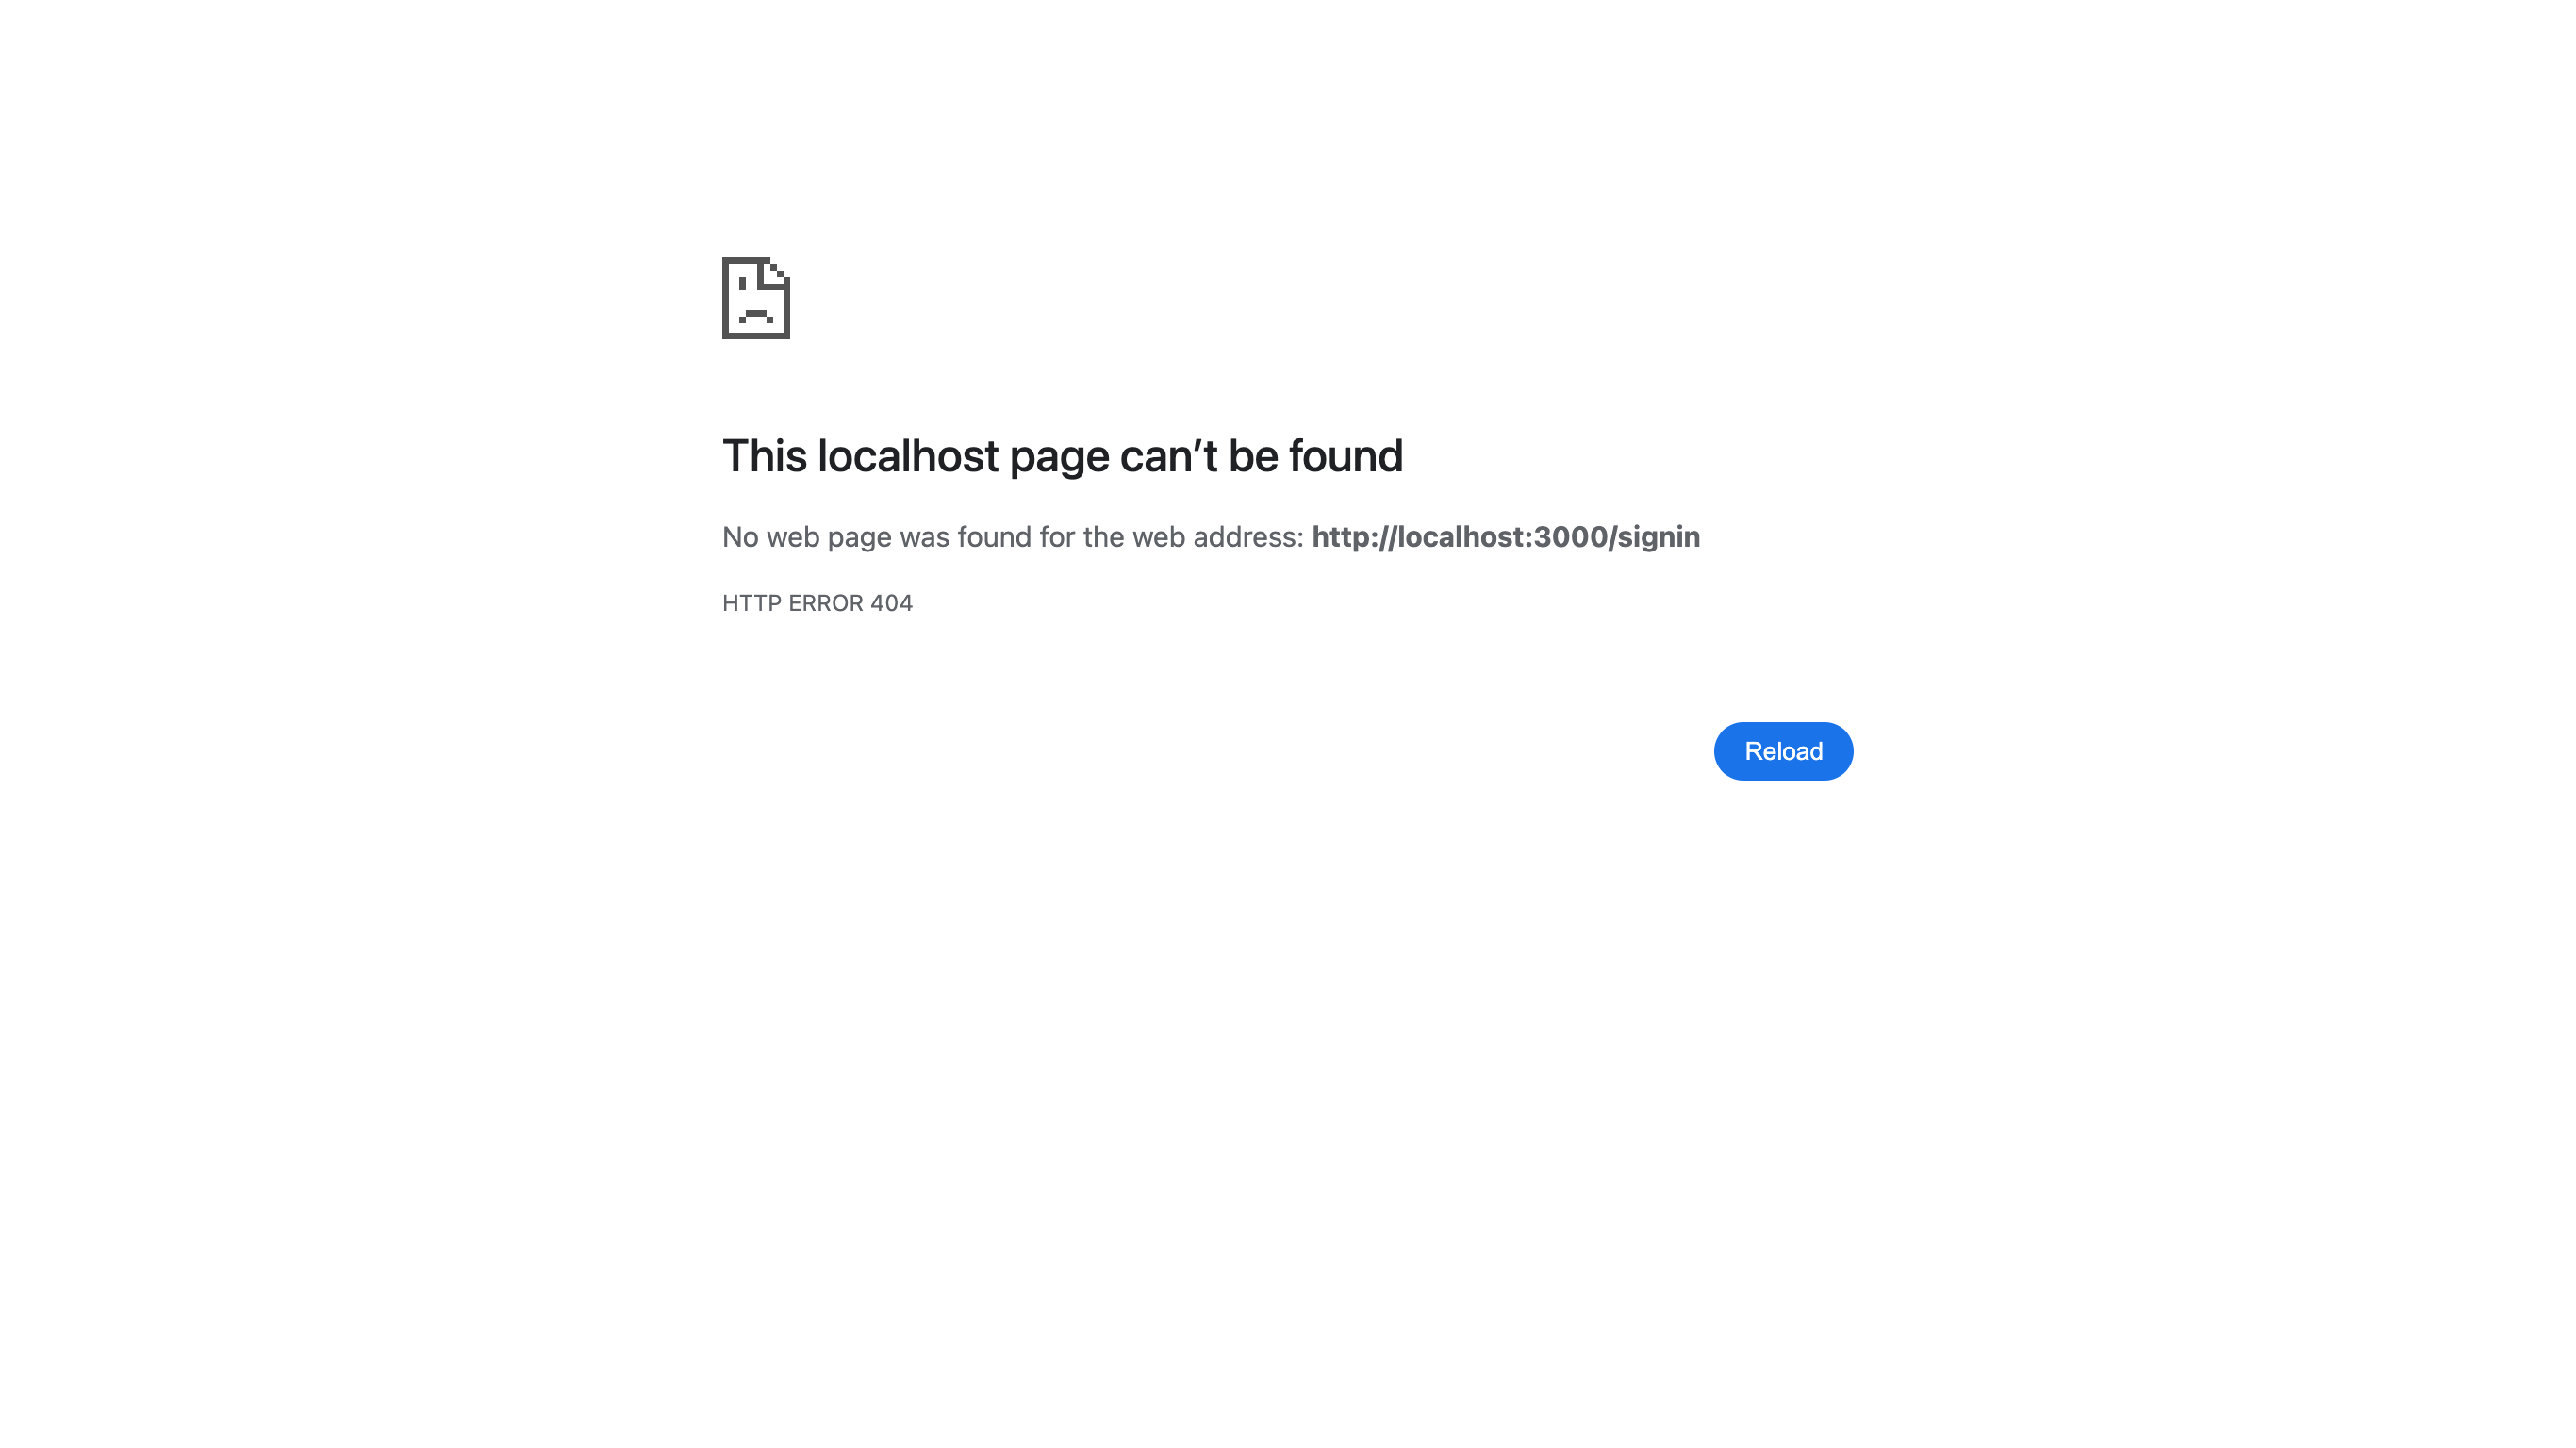 This localhost page can’t be found
No web page was found for the web address: http://localhost:3000/signin
HTTP ERROR 404
Reload